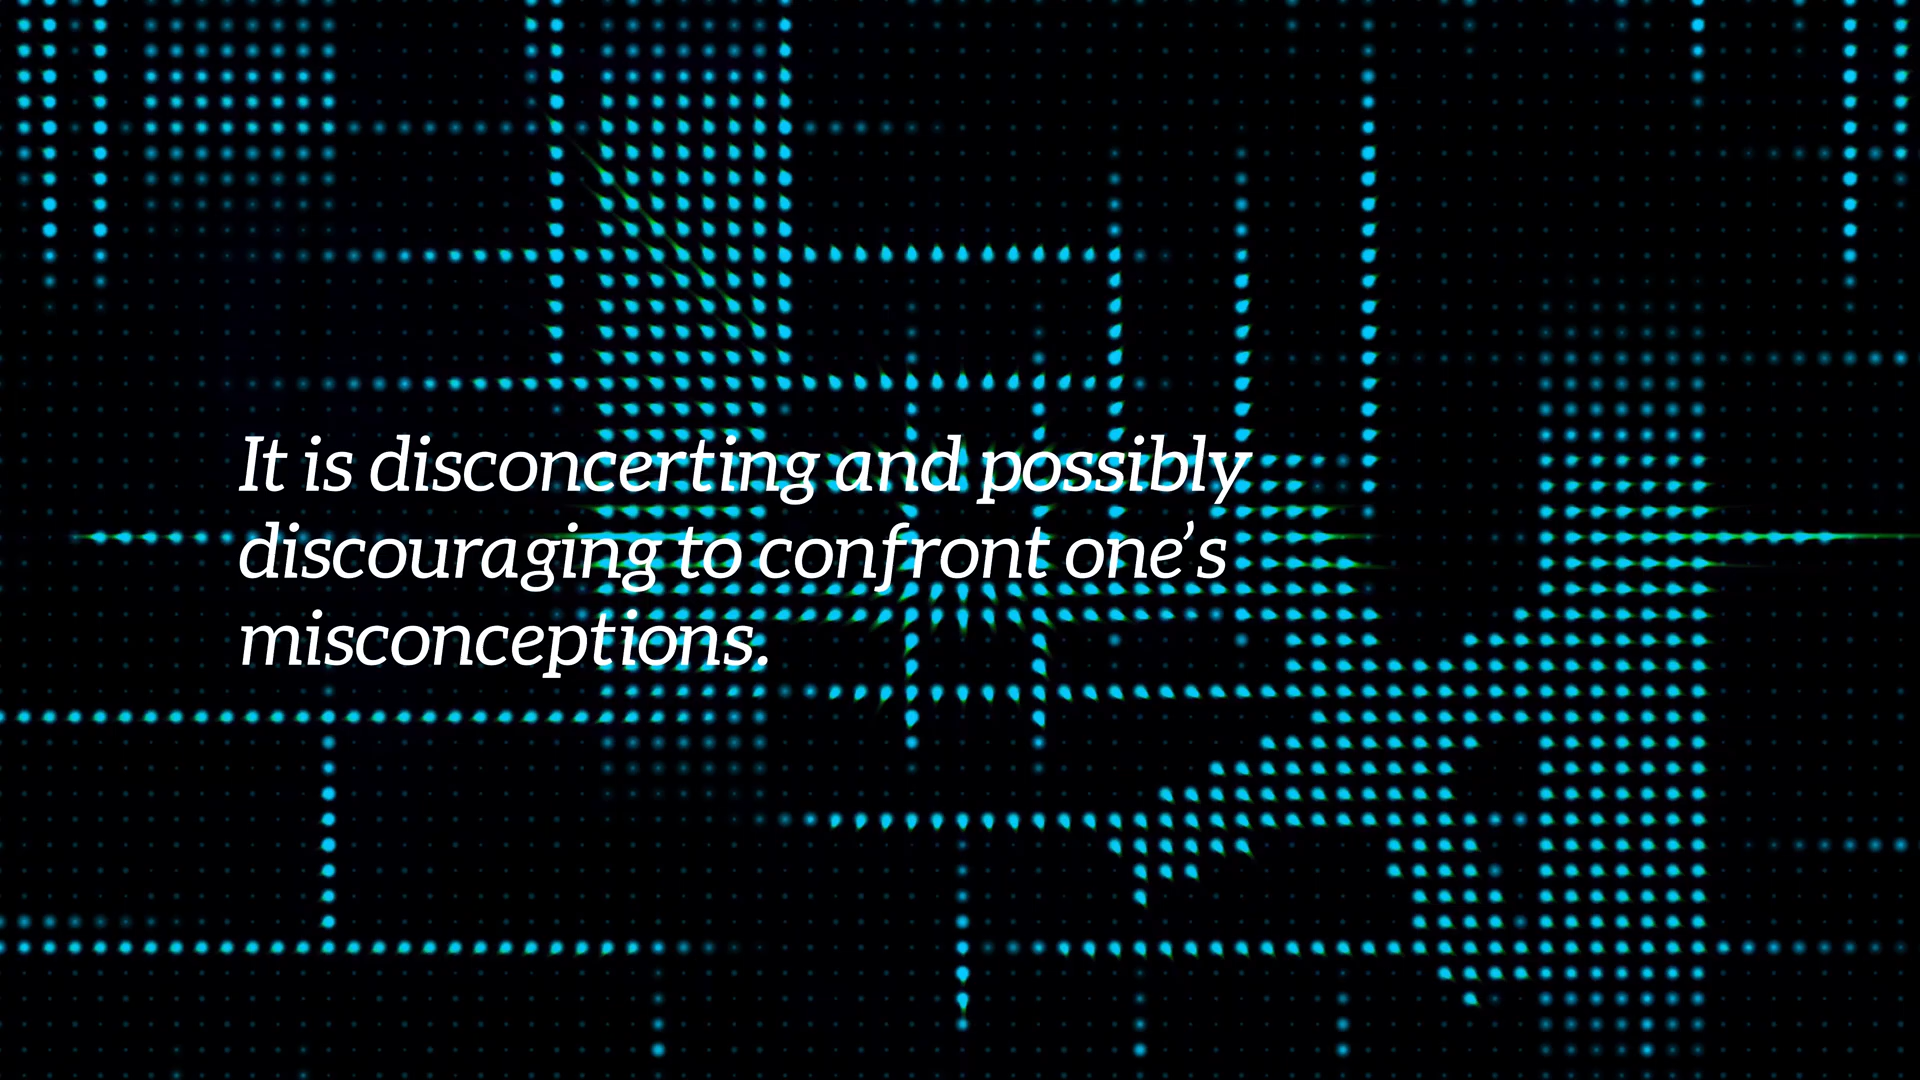 It is disconcerting and possibly
discouraging to confront one’s
misconceptions.